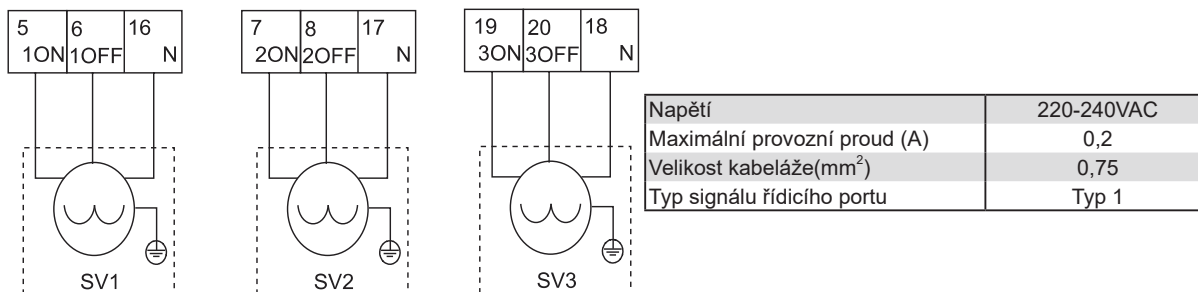 5 6 16
1ON 1OFF N
7 8 17
2ON 2OFF N
19 20 18
3ON 3OFF N
SV1 SV2 SV3
Napětí 220-240VAC
Maximální provozní proud (A) 0,2
Velikost kabeláže(mm²) 0,75
Typ signálu řídicího portu Typ 1